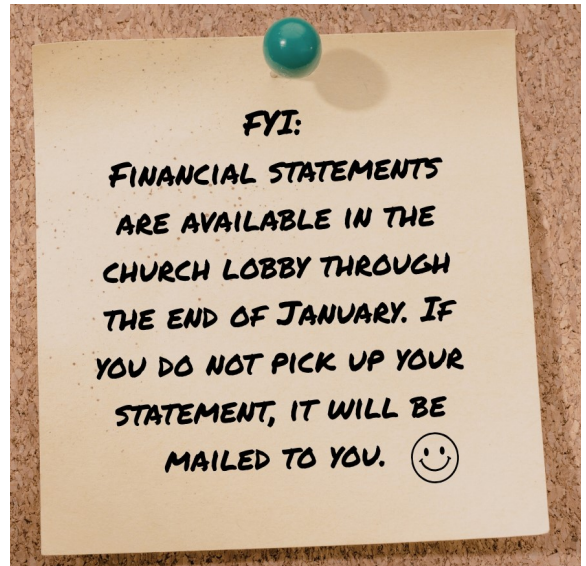 FYI:
Financial statements
are available in the
church lobby through
the end of January. If
you do not pick up your
statement, it will be
mailed to you.